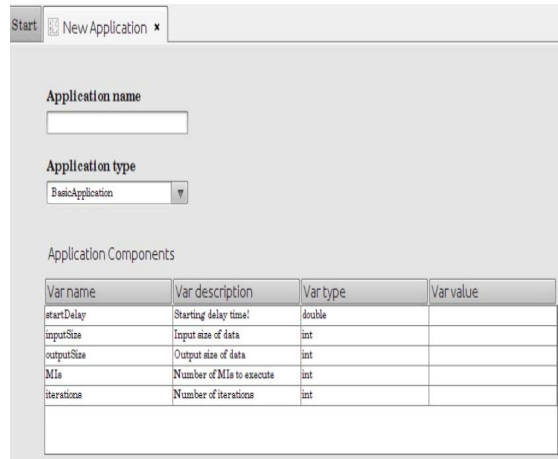 Start New Application ×
Application name
Application type
BasicApplication
Application Components
Var name Var description Var type Var value
startDelay Starting delay time! double
inputSize Input size of data int
outputSize Output size of data int
MIs Number of MIs to execute int
iterations Number of iterations int